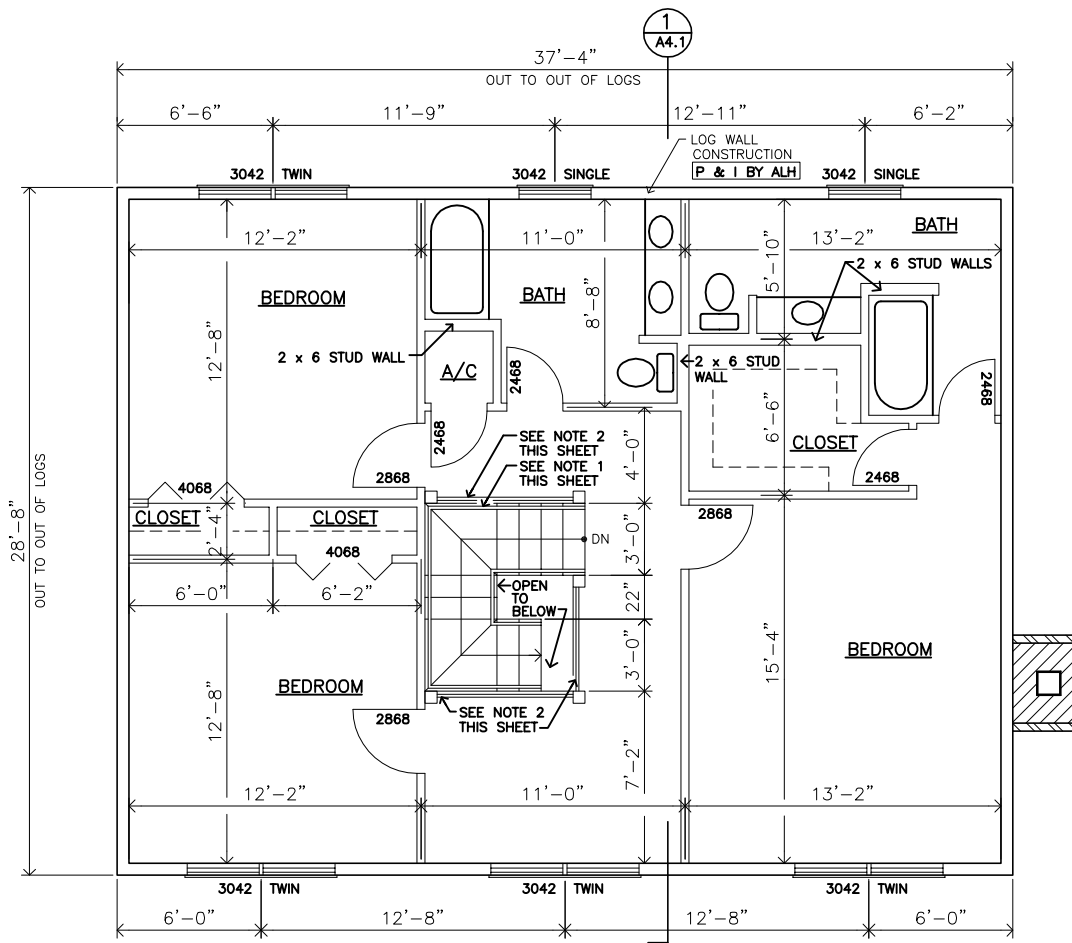 1
A4.1
37'-4"
OUT TO OUT OF LOGS
6'-6"
11'-9"
12'-11"
6'-2"
LOG WALL
CONSTRUCTION
P & I BY ALH
3042 TWIN
3042 SINGLE
3042 SINGLE
12'-2"
11'-0"
13'-2"
BATH
5'-10"
2 x 6 STUD WALLS
BEDROOM
BATH
8'-8"
12'-8"
2 x 6 STUD WALL
A/C
2468
2 x 6 STUD
WALL
2468
6'-6"
CLOSET
2468
2468
SEE NOTE 2
THIS SHEET
SEE NOTE 1
THIS SHEET
4'-0"
2868
4068
CLOSET
2'-4"
CLOSET
4068
2868
DN
3'-0"
28'-8"
OUT TO OUT OF LOGS
6'-0"
6'-2"
OPEN
TO
BELOW
22"
3'-0"
BEDROOM
15'-4"
BEDROOM
12'-8"
2868
SEE NOTE 2
THIS SHEET
7'-2"
12'-2"
11'-0"
13'-2"
3042 TWIN
3042 TWIN
3042 TWIN
6'-0"
12'-8"
12'-8"
6'-0"